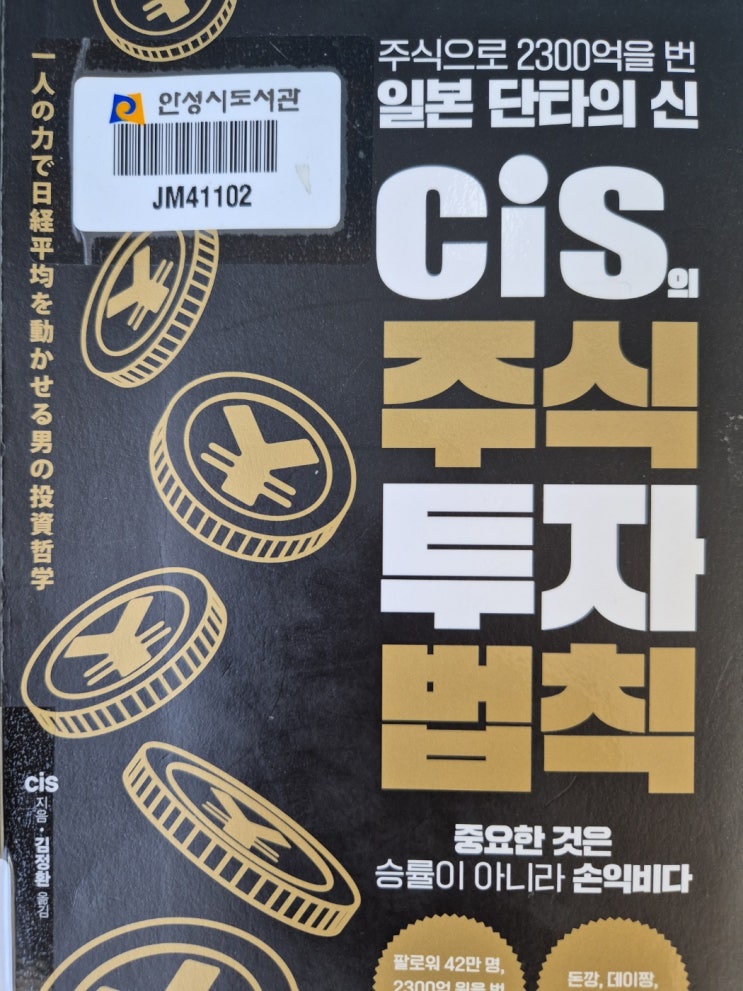 주식으로 2300억을 번
일본 단타의 신
cis의
주식
투자
법칙
중요한 것은
승률이 아니라 손익비다
팔로워 42만 명,
2300억 원을 번
돈깡, 데이짱,
안성시도서관
JM41102
一人の力で日経平均を動かせる男の投資哲学
cis 지음・김정환 옮김